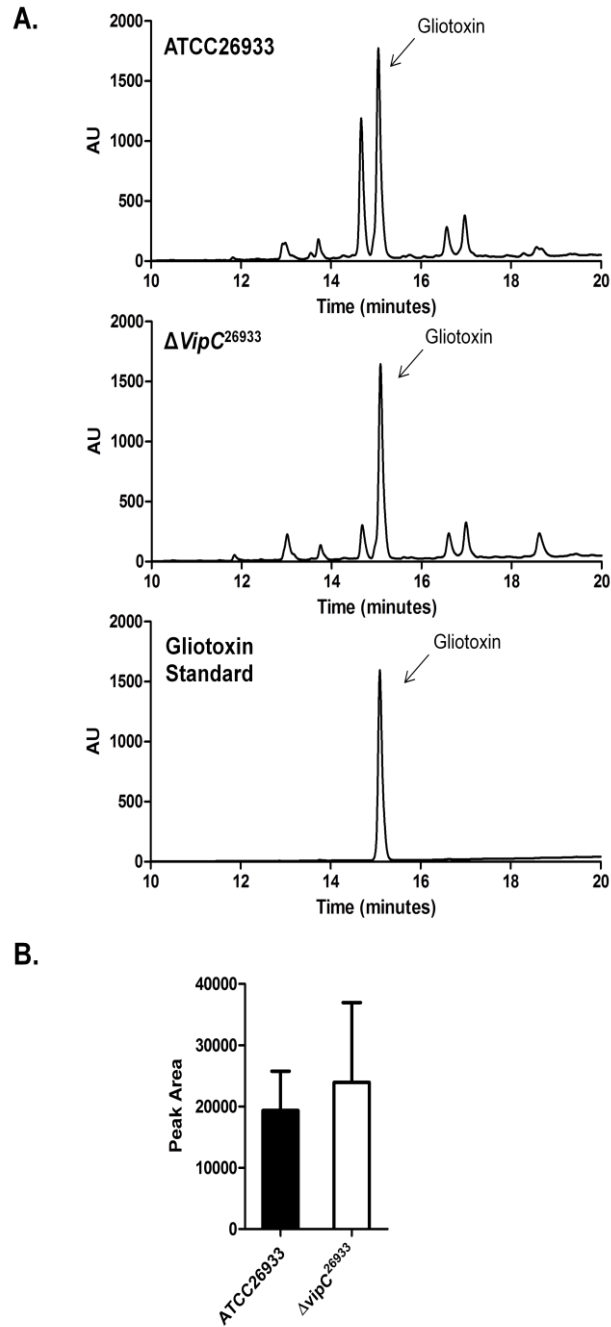 A.
ATCC26933
Gliotoxin
AU
2000
1500
1000
500
0
10 12 14 16 18 20
Time (minutes)
ΔVipC26933
Gliotoxin
AU
2000
1500
1000
500
0
10 12 14 16 18 20
Time (minutes)
Gliotoxin
Standard
Gliotoxin
AU
2000
1500
1000
500
0
10 12 14 16 18 20
Time (minutes)
B.
Peak Area
40000
30000
20000
10000
0
ATCC26933
ΔvipC26933